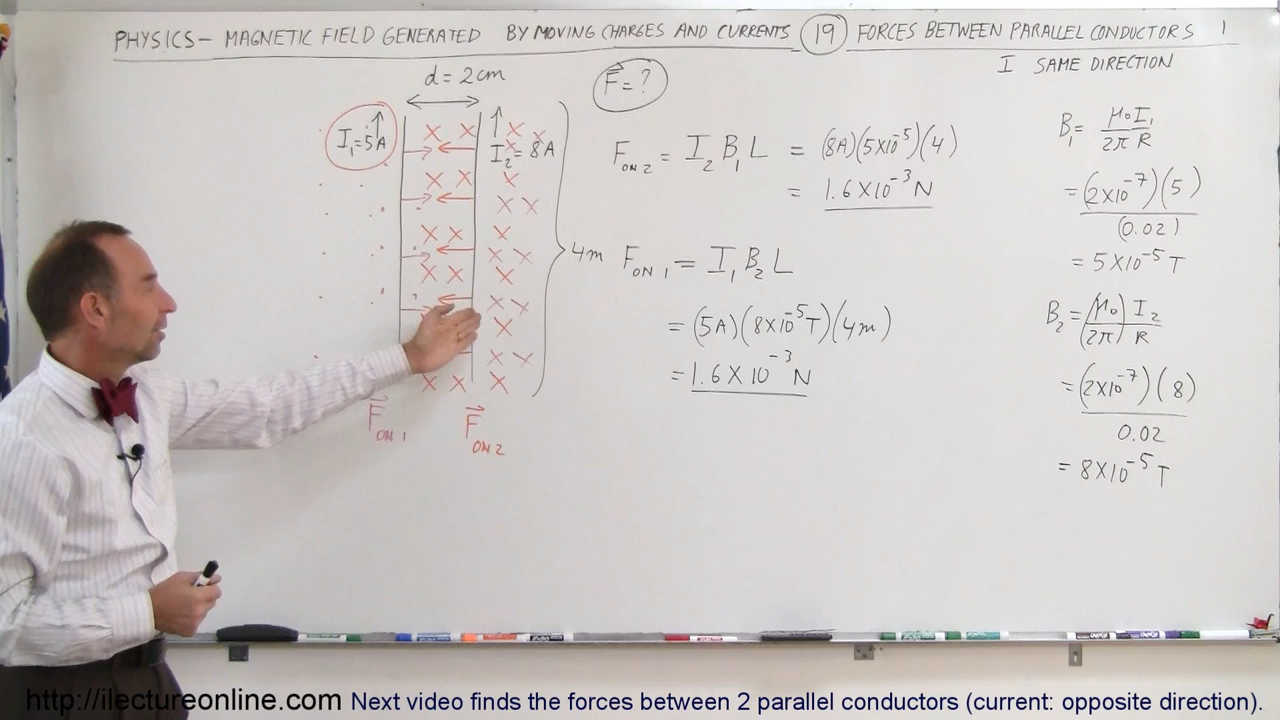 PHYSICS - MAGNETIC FIELD GENERATED BY MOVING CHARGES AND CURRENTS (19) FORCES BETWEEN PARALLEL CONDUCTORS 1
I SAME DIRECTION
d = 2cm
F⃗ = ?
I₁ = 5A
I₂ = 8A
4m
F⃗ ON 1
F⃗ ON 2
F ON 2 = I₂ B₁ L = (8A)(5×10⁻⁵)(4)
= 1.6 × 10⁻³ N
F ON 1 = I₁ B₂ L
= (5A)(8×10⁻⁵T)(4m)
= 1.6 × 10⁻³ N
B₁ = μ₀ I₁ / 2π R
= (2×10⁻⁷)(5) / (0.02)
= 5×10⁻⁵ T
B₂ = (μ₀ / 2π) I₂ / R
= (2×10⁻⁷)(8) / 0.02
= 8×10⁻⁵ T
http://ilectureonline.com Next video finds the forces between 2 parallel conductors (current: opposite direction).